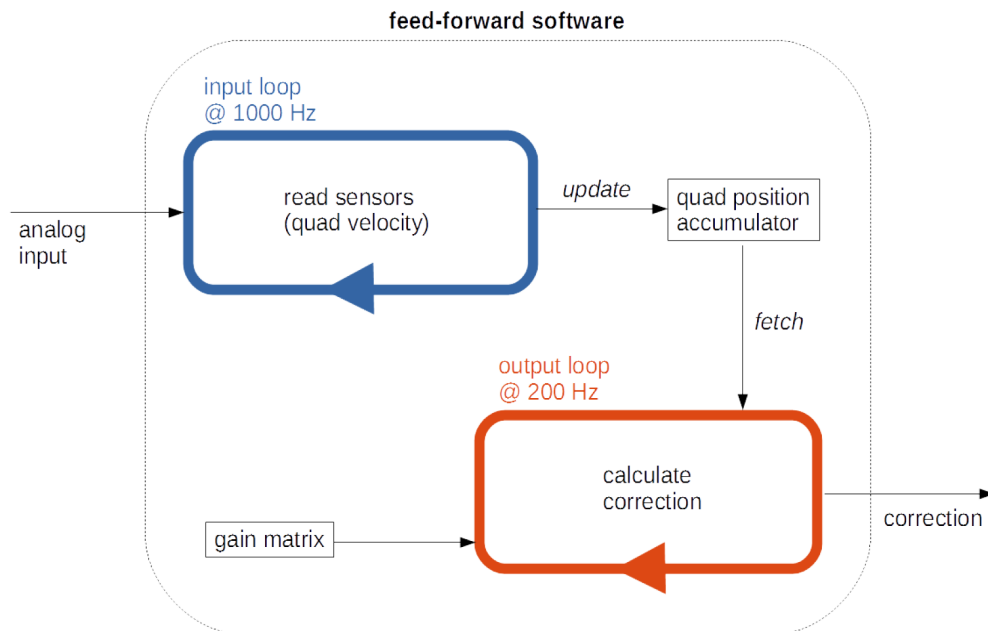 feed-forward software
input loop
@ 1000 Hz
read sensors
(quad velocity)
update
quad position
accumulator
analog
input
fetch
output loop
@ 200 Hz
calculate
correction
correction
gain matrix